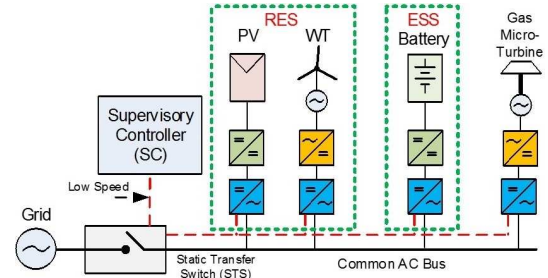 RES
ESS
Gas
Micro-
Turbine
PV
WT
Battery
Supervisory
Controller
(SC)
Low Speed
Grid
Static Transfer
Switch (STS)
Common AC Bus